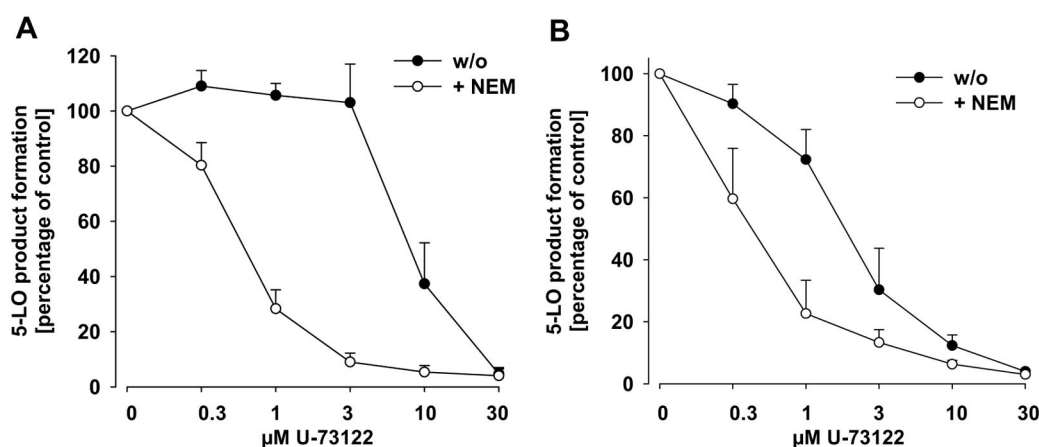 A
120
100
80
60
40
20
0
5-LO product formation
[percentage of control]
w/o
+ NEM
0 0.3 1 3 10 30
µM U-73122
B
100
80
60
40
20
0
5-LO product formation
[percentage of control]
w/o
+ NEM
0 0.3 1 3 10 30
µM U-73122